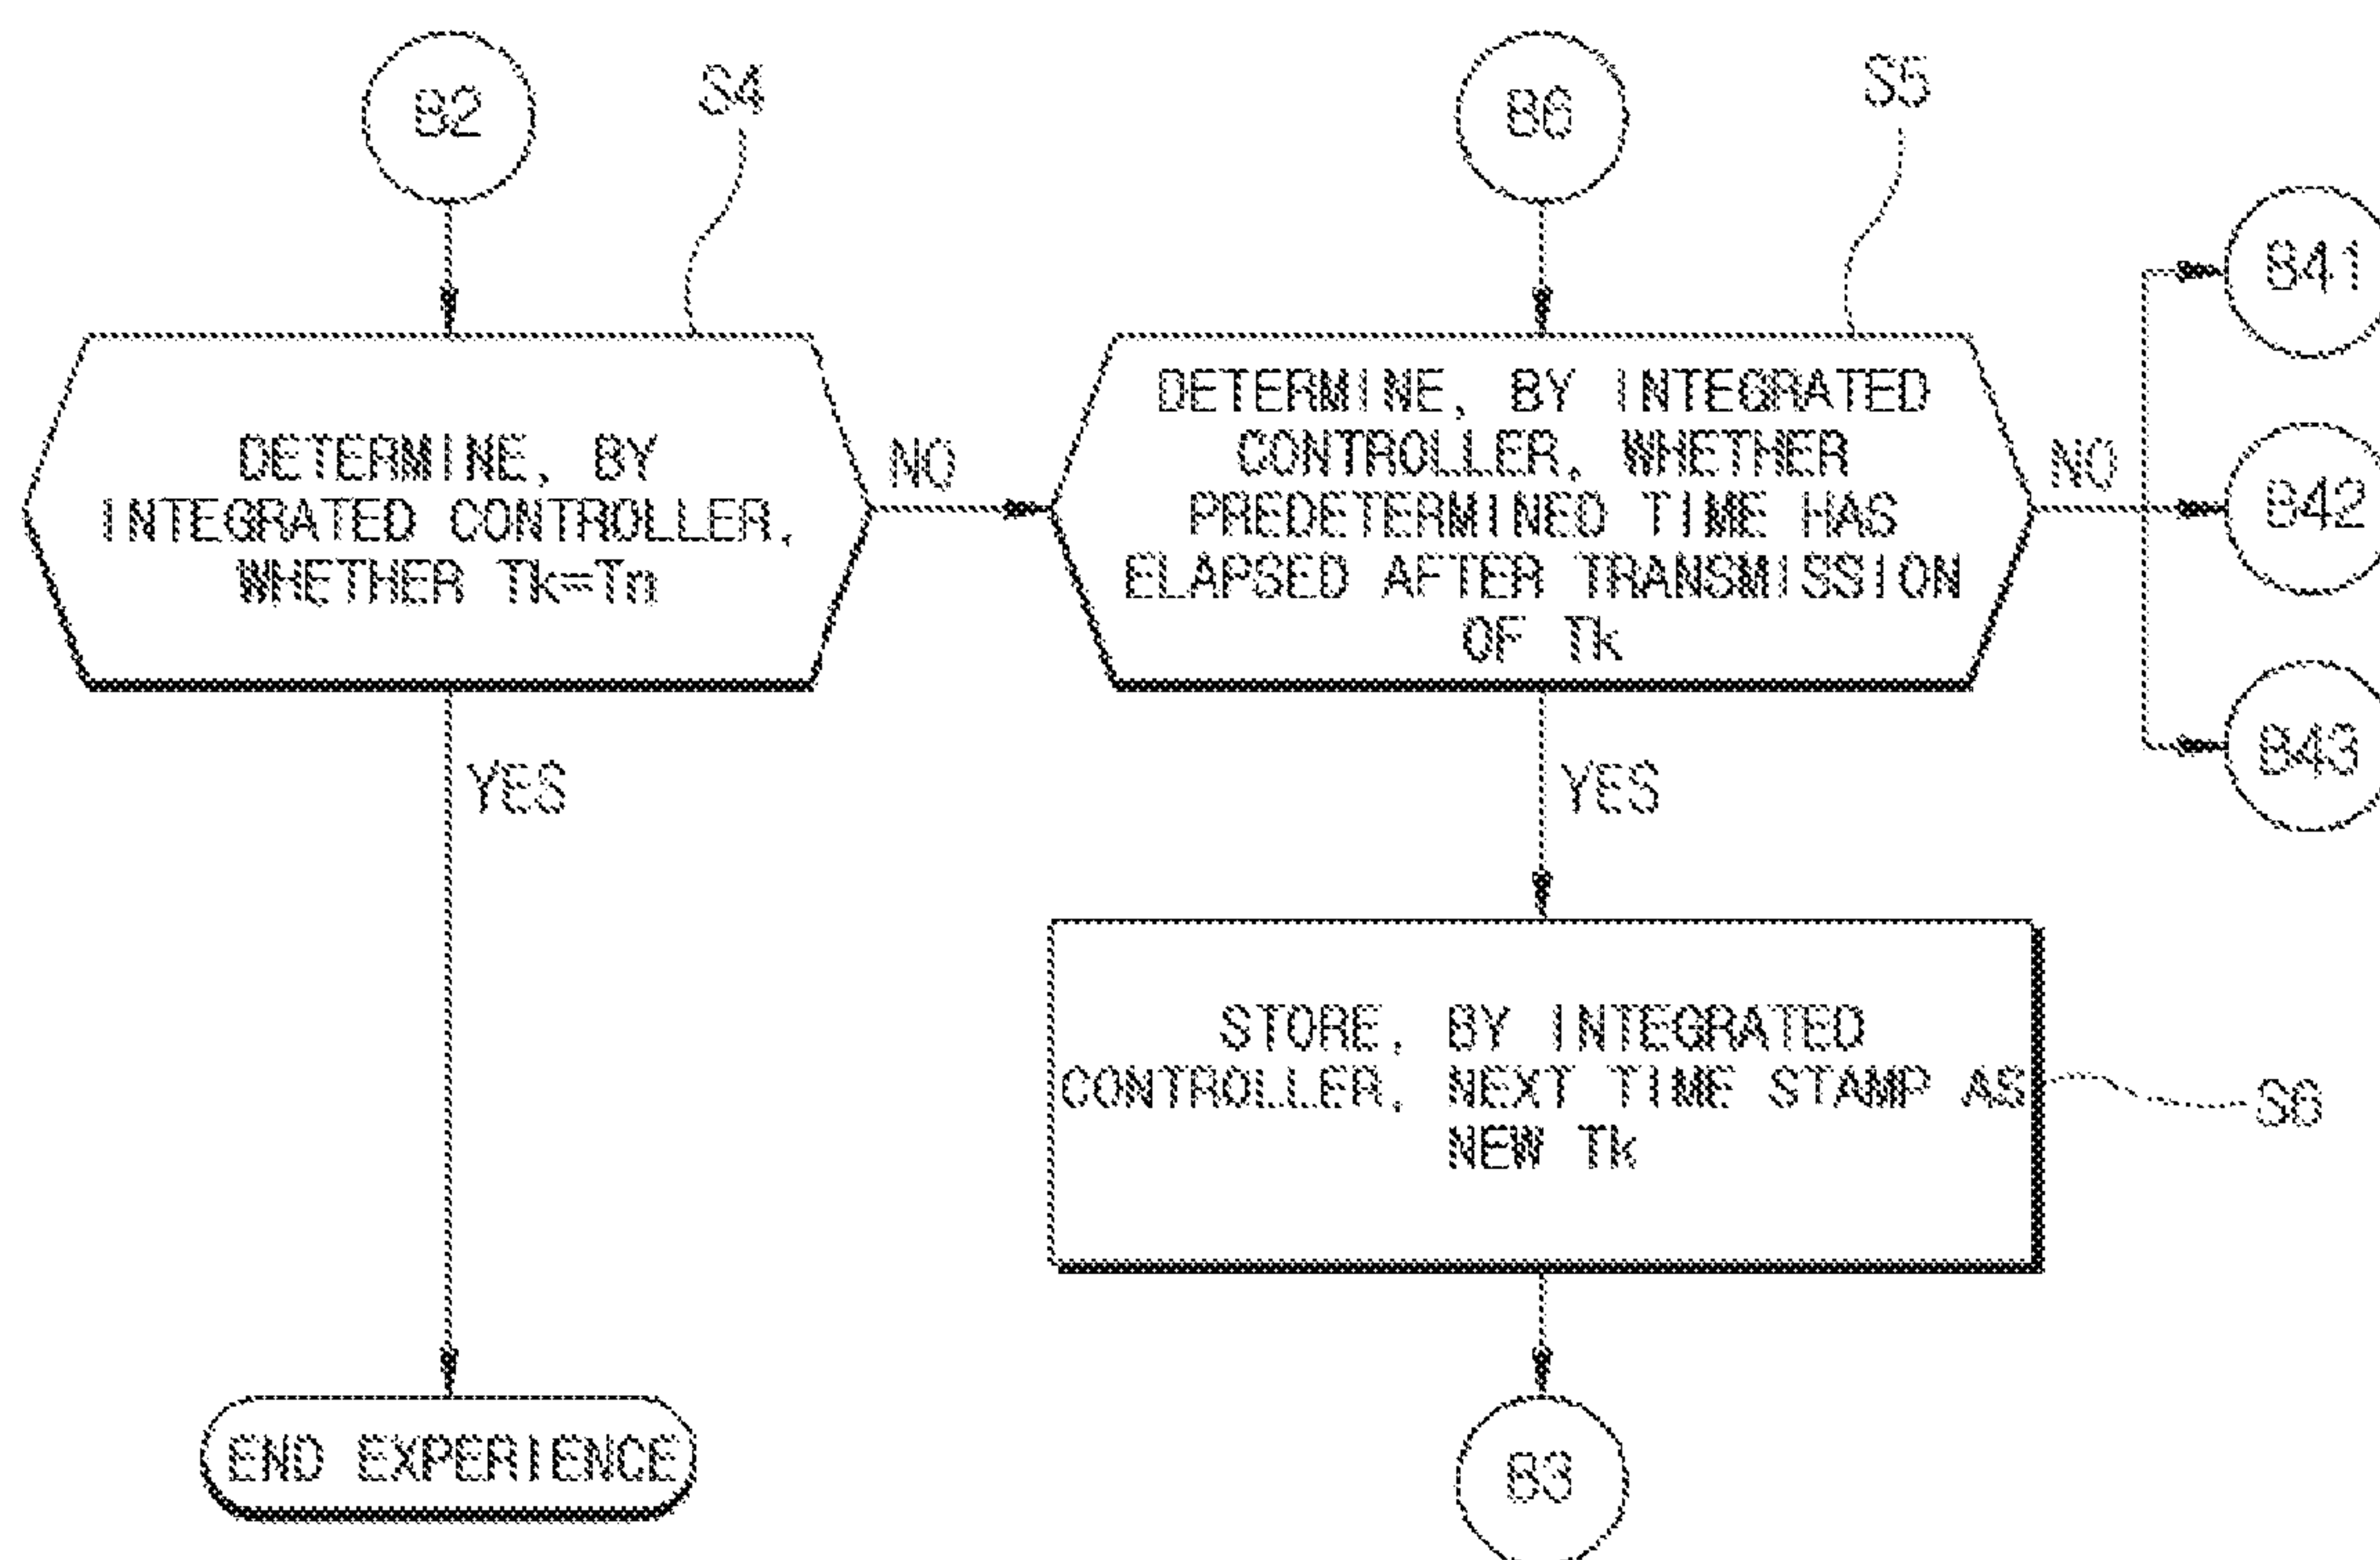 B2
S4
B6
S5
B41
DETERMINE, BY
INTEGRATED CONTROLLER,
WHETHER Tk=Tn
NO
DETERMINE, BY INTEGRATED
CONTROLLER, WHETHER
PREDETERMINED TIME HAS
ELAPSED AFTER TRANSMISSION
OF Tk
NO
B42
B43
YES
YES
STORE, BY INTEGRATED
CONTROLLER, NEXT TIME STAMP AS
NEW Tk
S6
END EXPERIENCE
B3